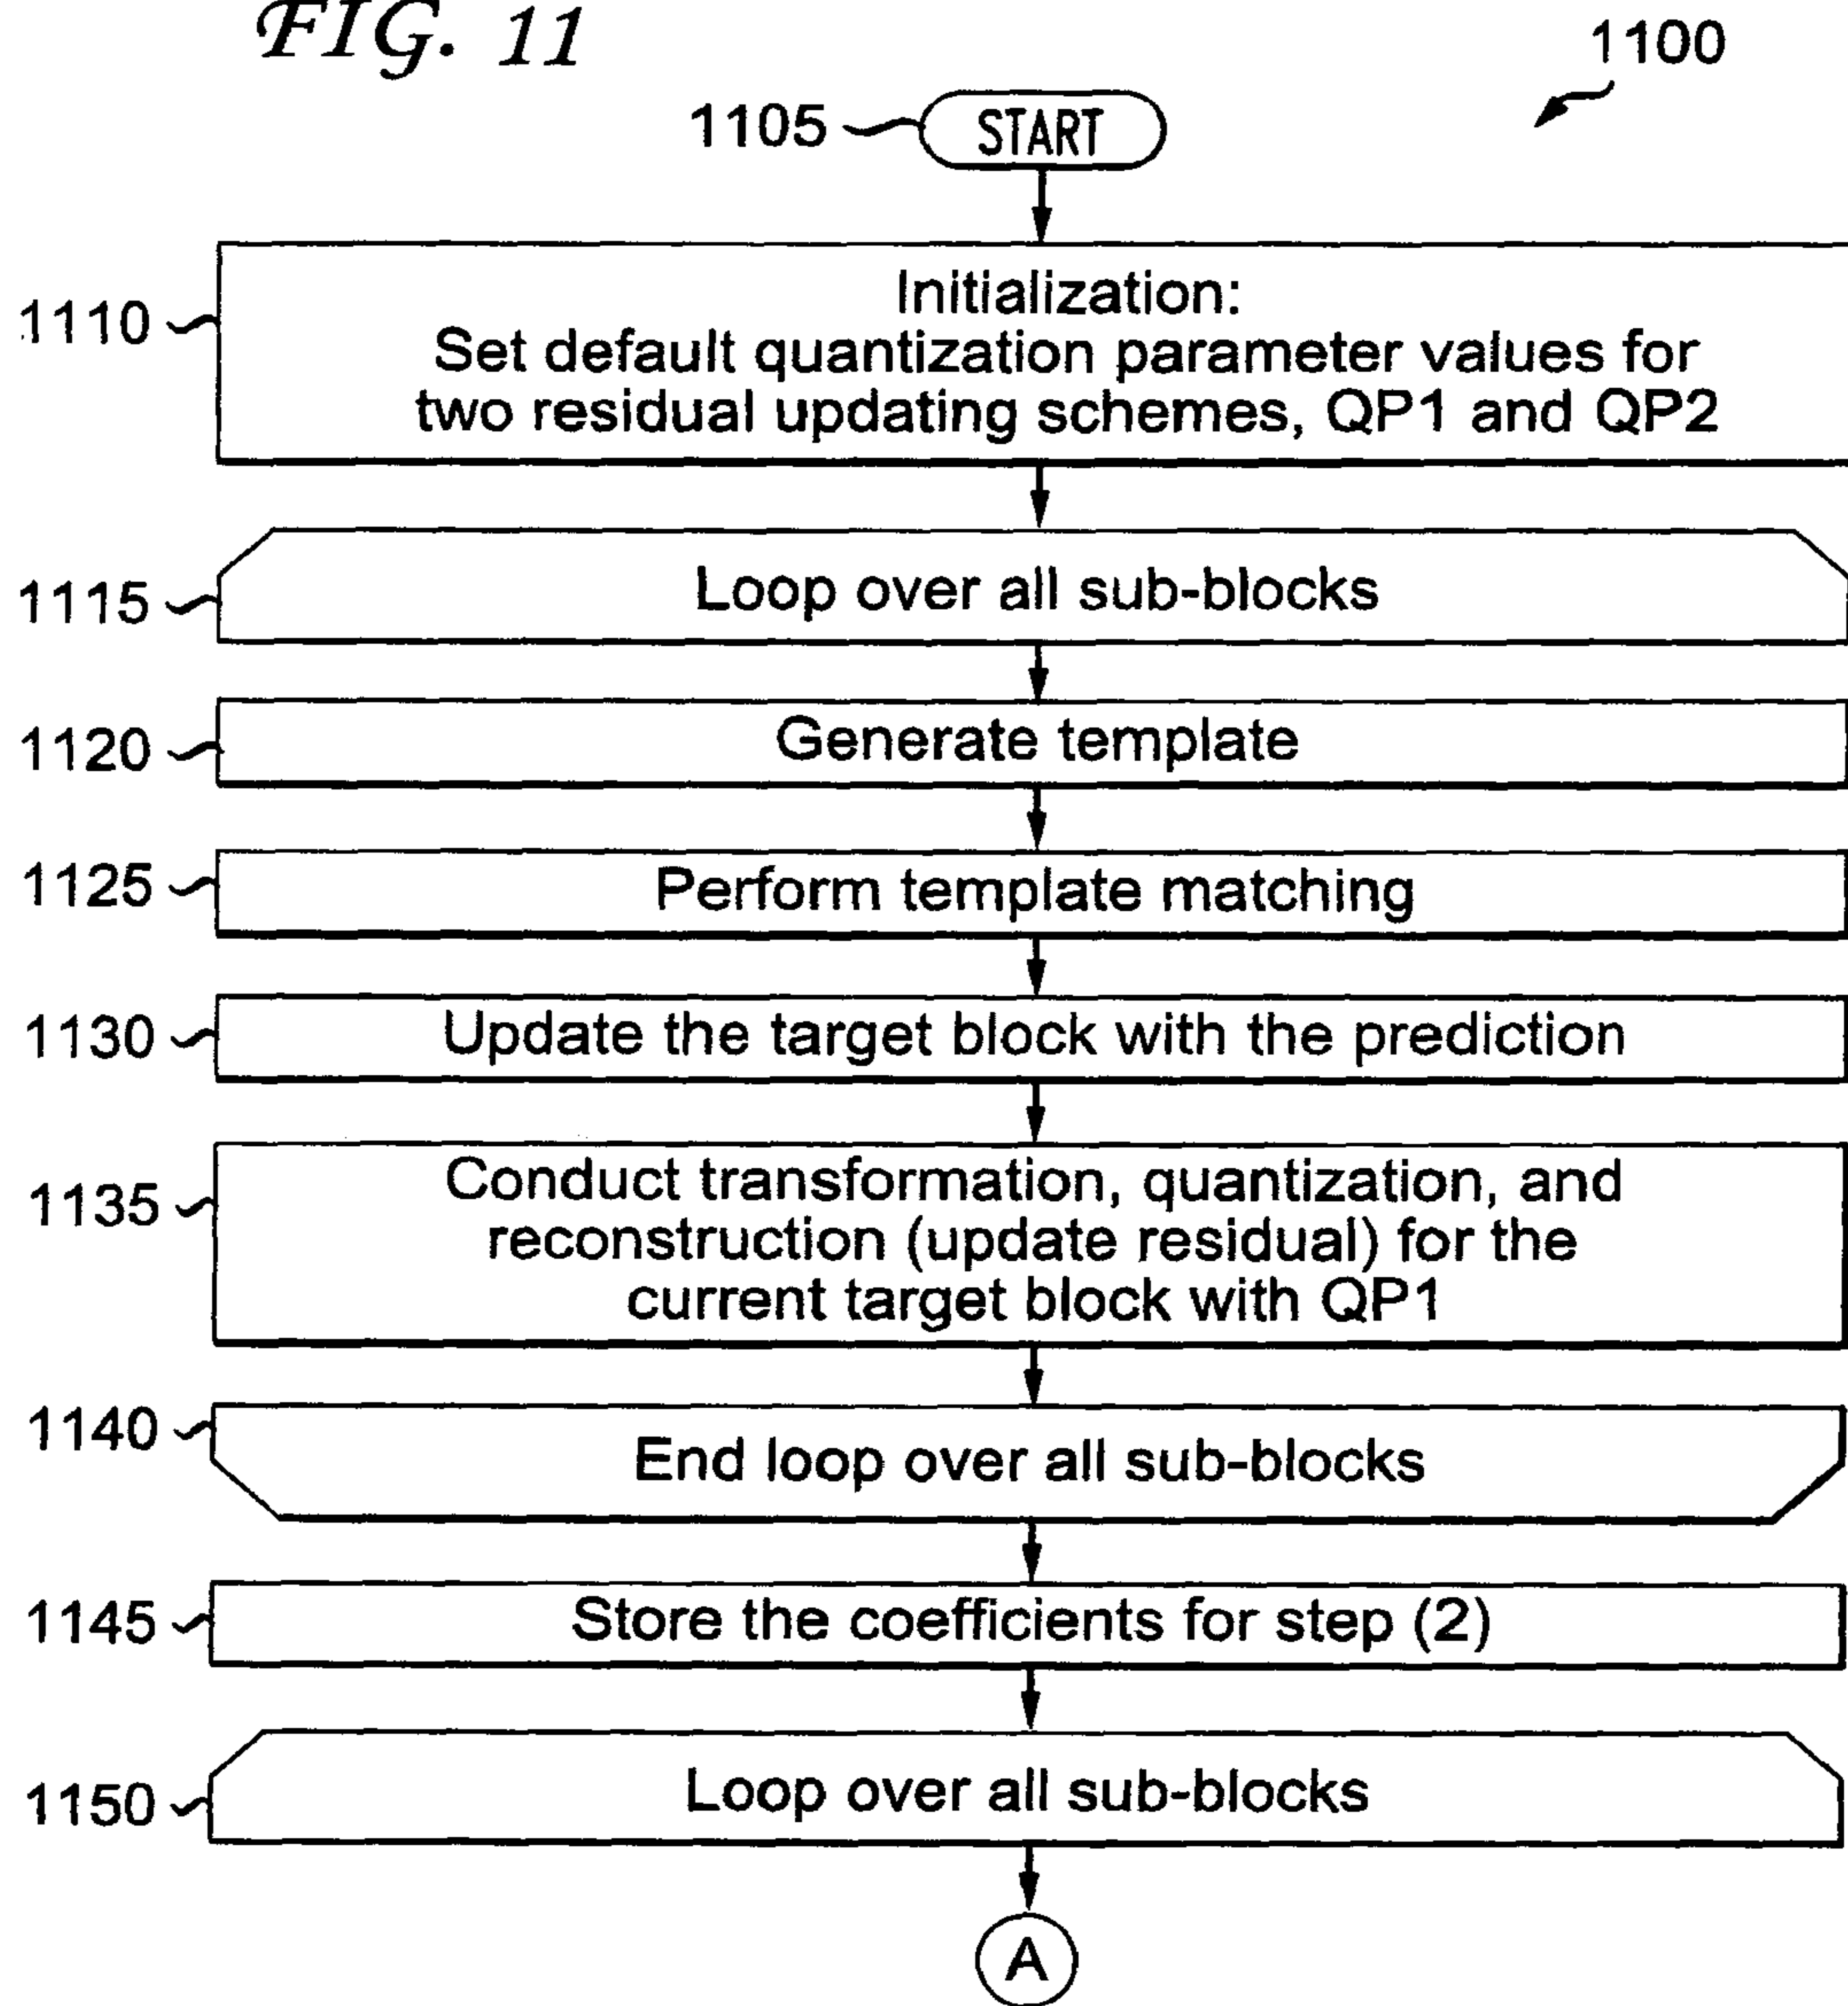 FIG. 11
1100
1105
START
1110
Initialization:
Set default quantization parameter values for
two residual updating schemes, QP1 and QP2
1115
Loop over all sub-blocks
1120
Generate template
1125
Perform template matching
1130
Update the target block with the prediction
1135
Conduct transformation, quantization, and
reconstruction (update residual) for the
current target block with QP1
1140
End loop over all sub-blocks
1145
Store the coefficients for step (2)
1150
Loop over all sub-blocks
A